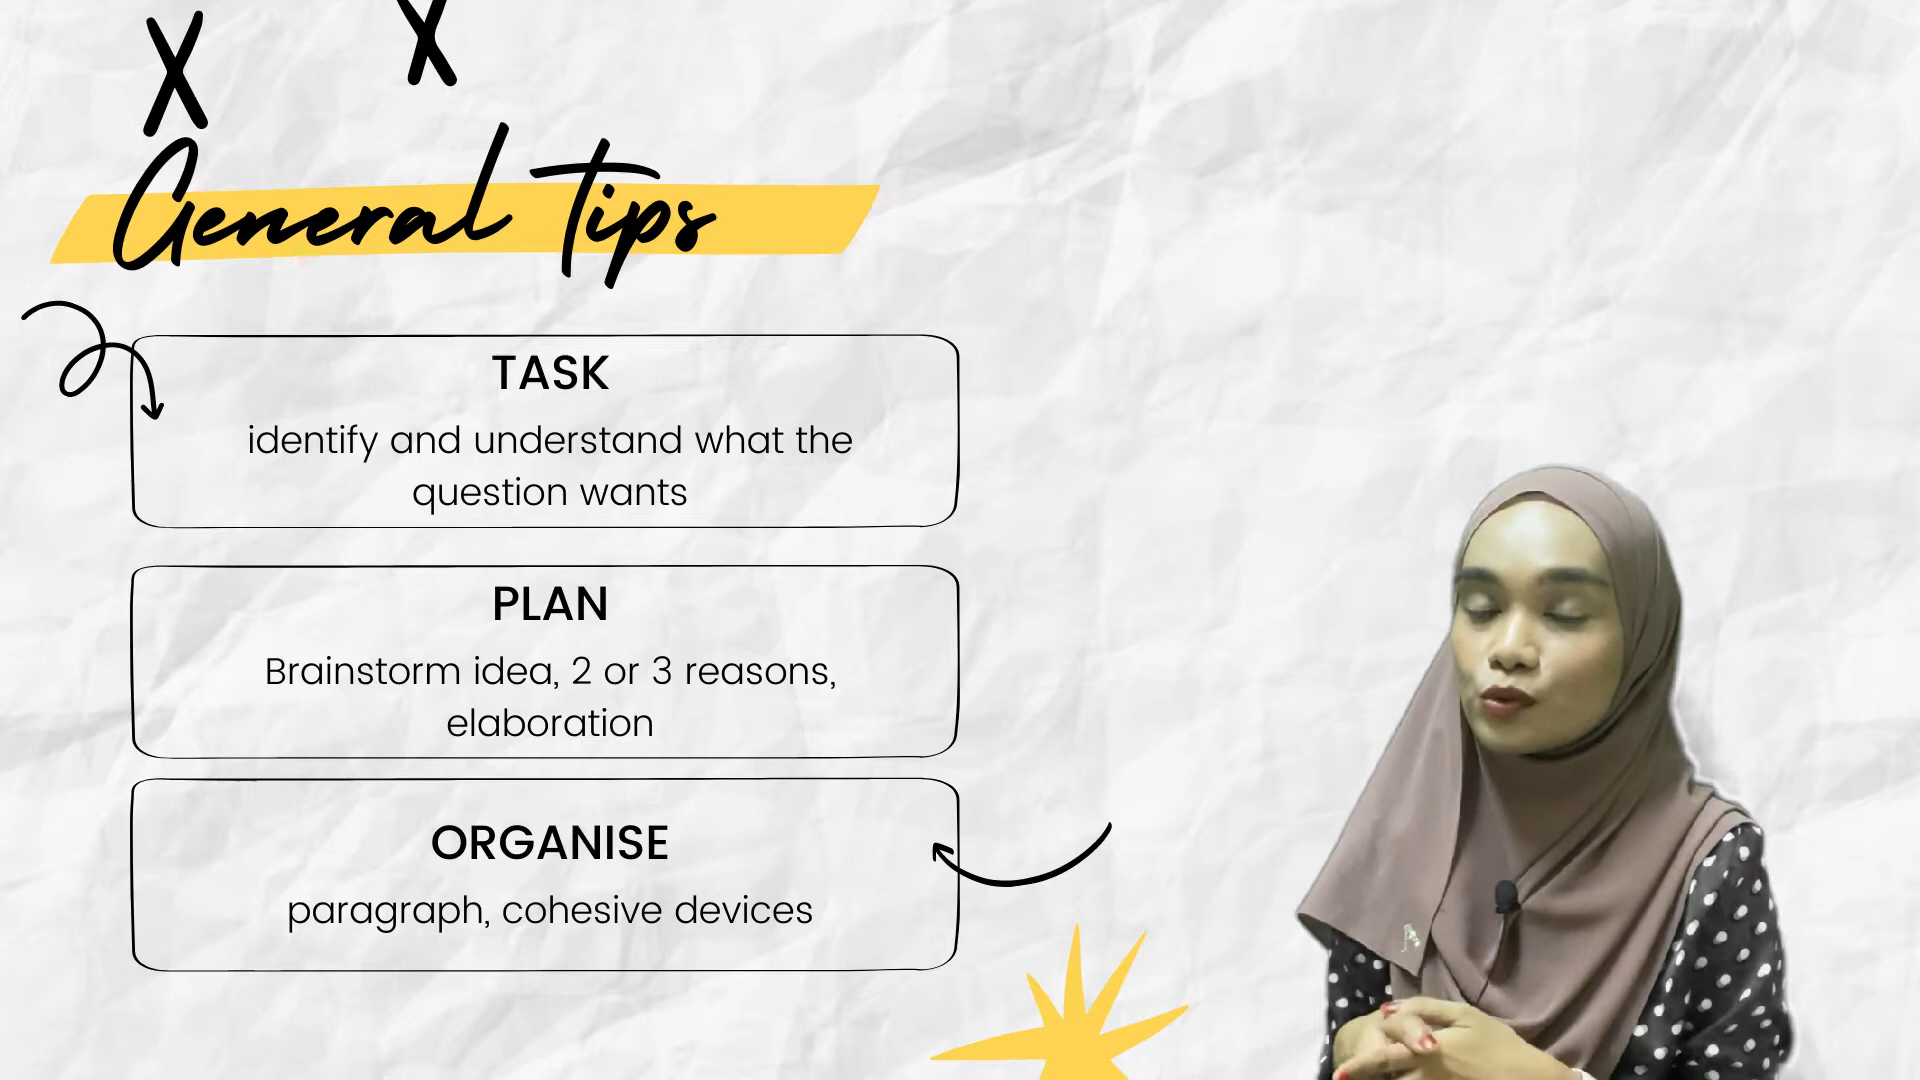 General Tips
TASK
identify and understand what the
question wants
PLAN
Brainstorm idea, 2 or 3 reasons,
elaboration
ORGANISE
paragraph, cohesive devices